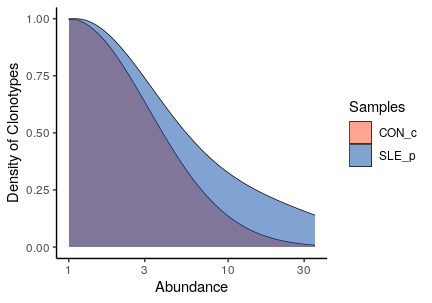 1.00
0.75
0.50
0.25
0.00
Density of Clonotypes
1
3
10
30
Abundance
Samples
CON_c
SLE_p